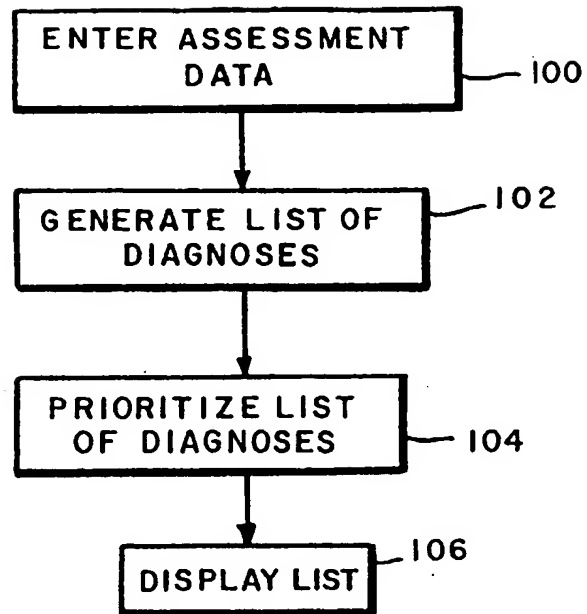 ENTER ASSESSMENT
DATA
100
GENERATE LIST OF
DIAGNOSES
102
PRIORITIZE LIST
OF DIAGNOSES
104
DISPLAY LIST
106